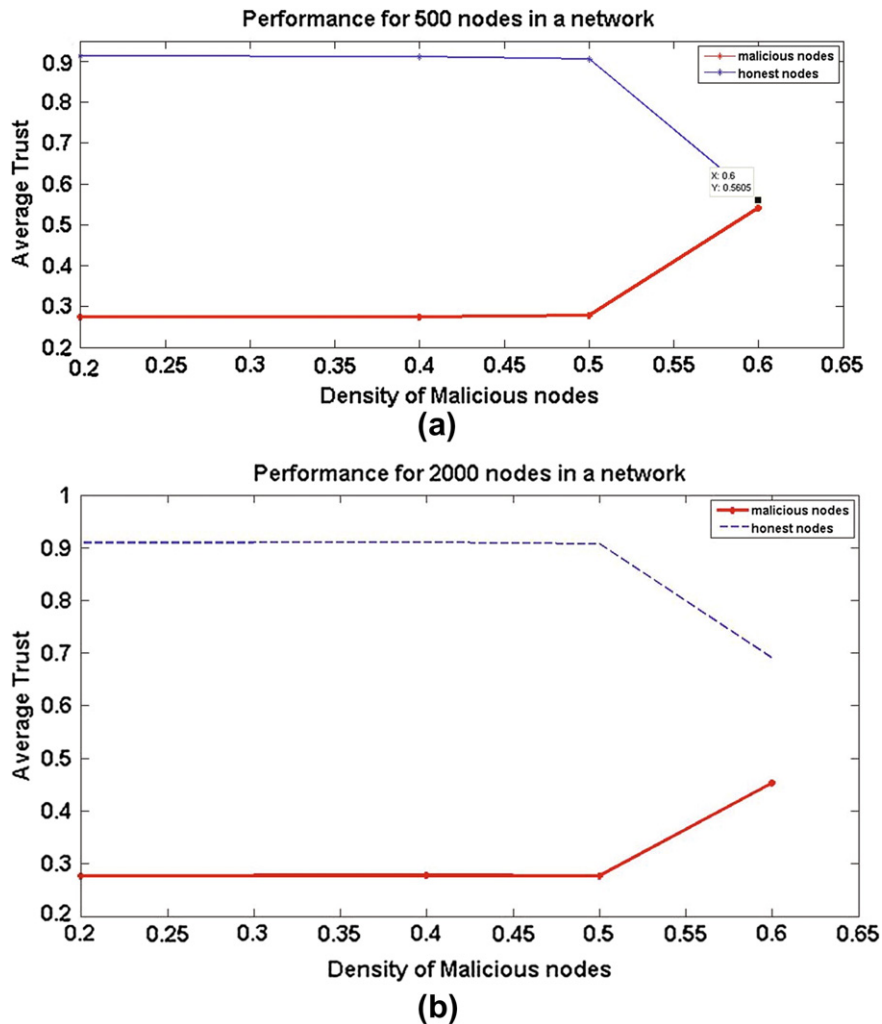 Performance for 500 nodes in a network
malicious nodes
honest nodes
0.9
0.8
0.7
0.6
0.5
0.4
0.3
0.2
Average Trust
X: 0.6
Y: 0.5605
0.2 0.25 0.3 0.35 0.4 0.45 0.5 0.55 0.6 0.65
Density of Malicious nodes
(a)
Performance for 2000 nodes in a network
malicious nodes
honest nodes
1
0.9
0.8
0.7
0.6
0.5
0.4
0.3
0.2
Average Trust
0.2 0.25 0.3 0.35 0.4 0.45 0.5 0.55 0.6 0.65
Density of Malicious nodes
(b)